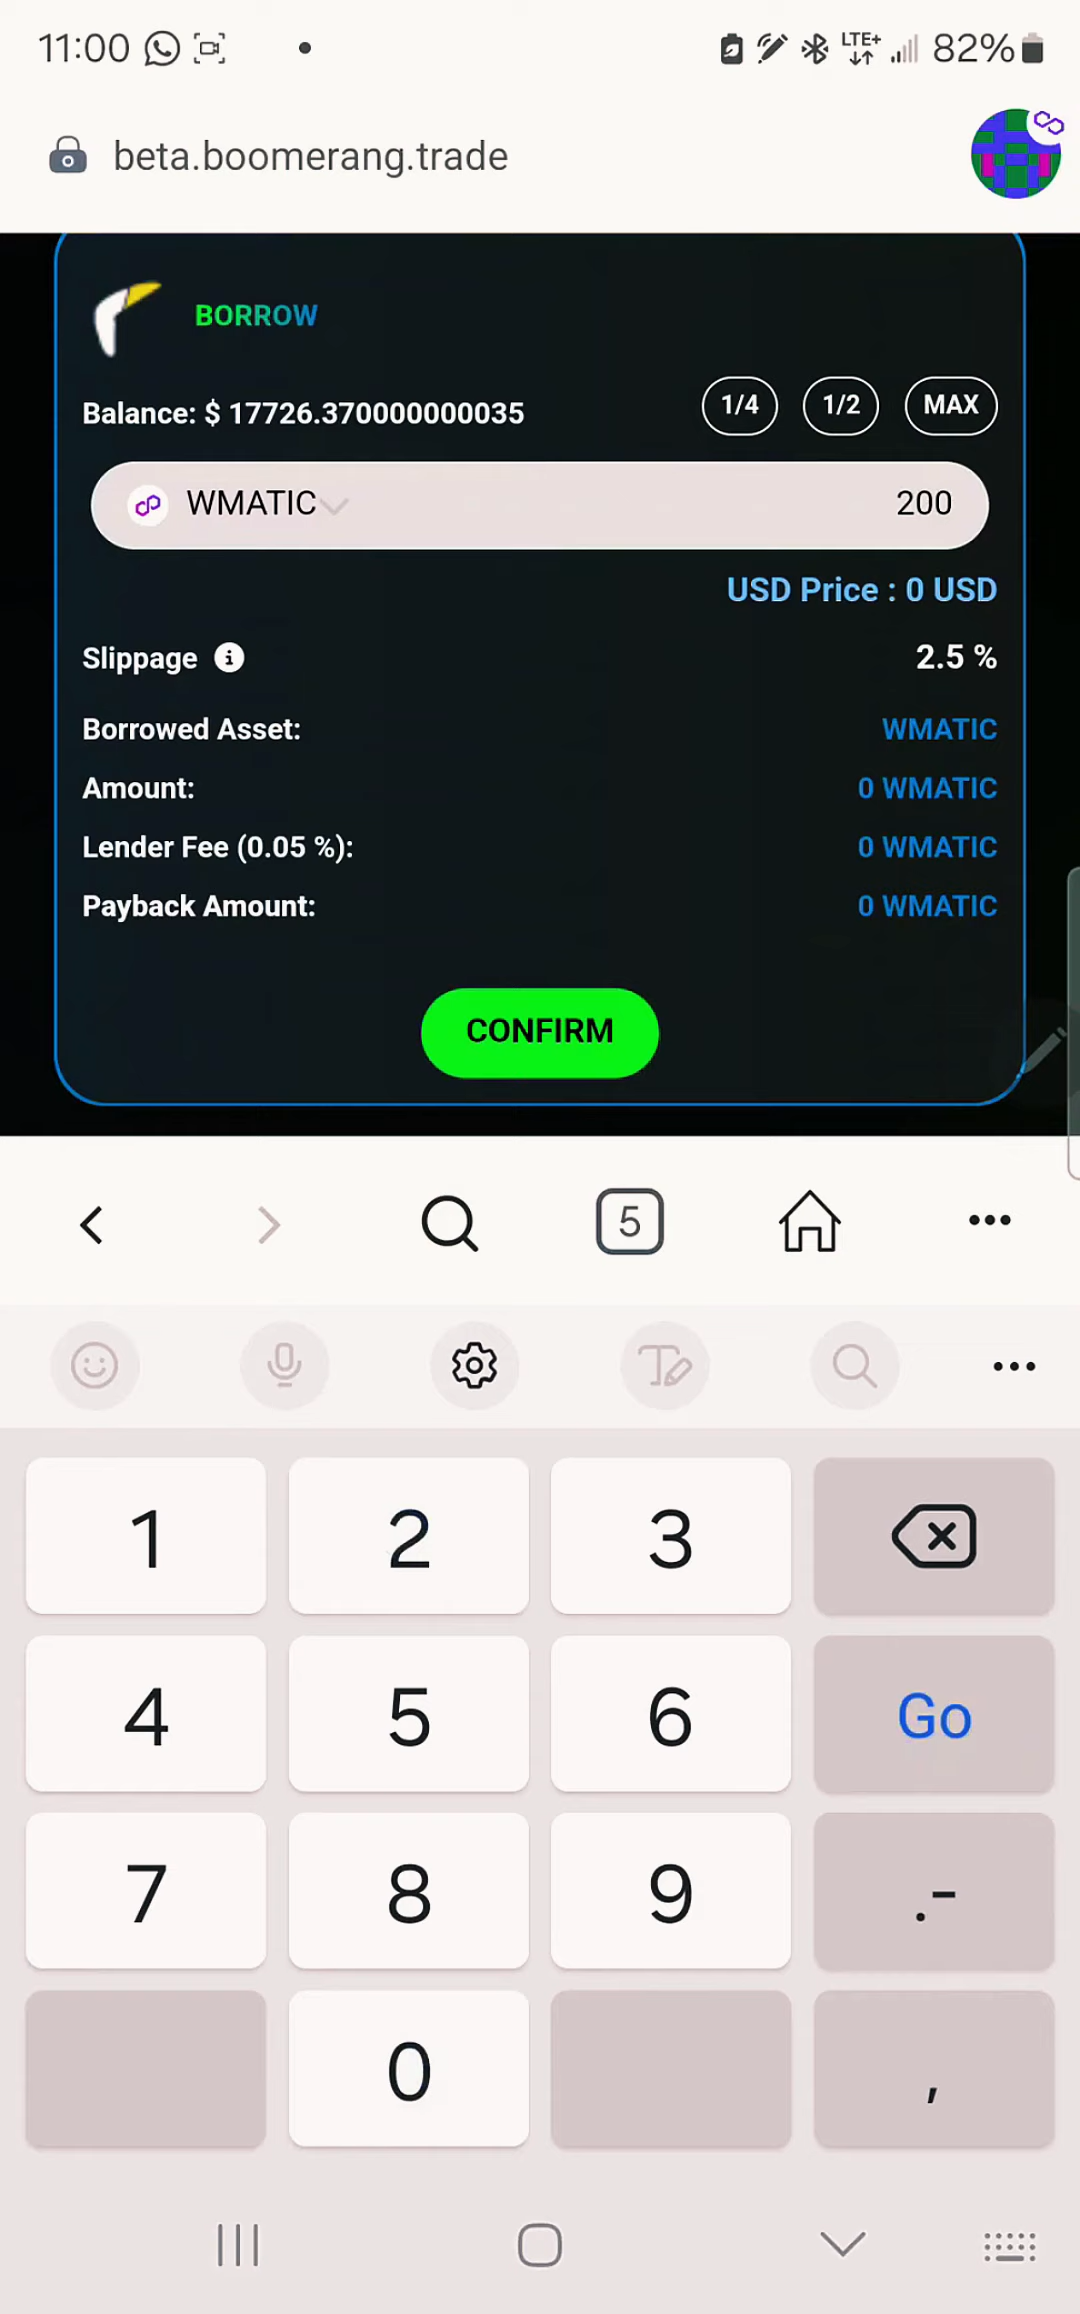 11:00 LTE+ 82%
beta.boomerang.trade
BORROW
Balance: $ 17726.370000000035 1/4 1/2 MAX
WMATIC 200
USD Price : 0 USD
Slippage 2.5 %
Borrowed Asset: WMATIC
Amount: 0 WMATIC
Lender Fee (0.05 %): 0 WMATIC
Payback Amount: 0 WMATIC
CONFIRM
5
1 2 3
4 5 6 Go
7 8 9 .-
0 ,